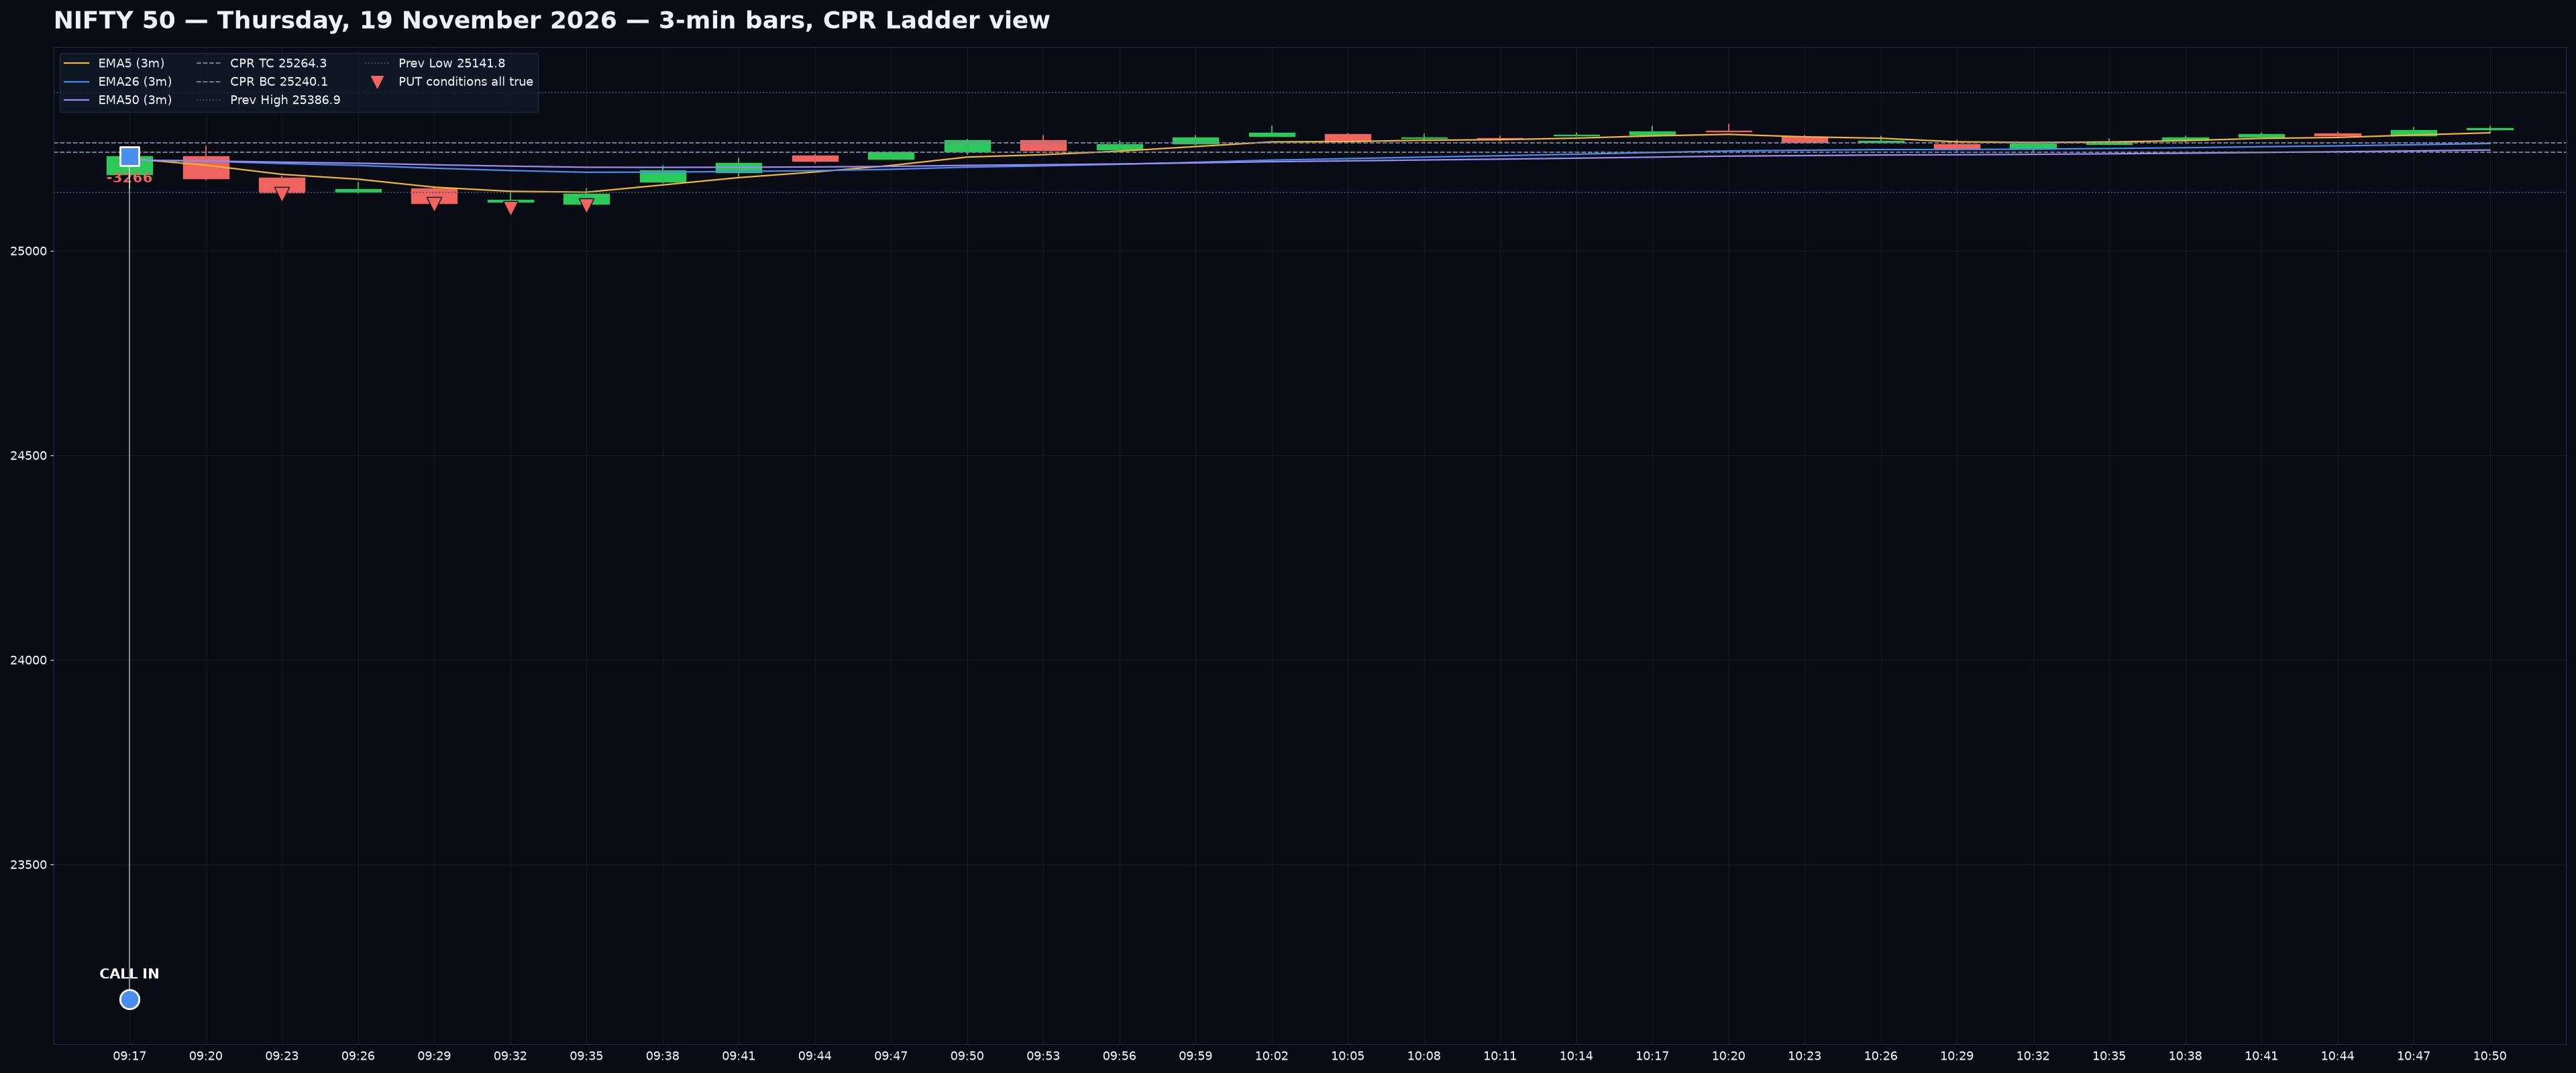 NIFTY 50 — Thursday, 19 November 2026 — 3-min bars, CPR Ladder view
EMA5 (3m)
EMA26 (3m)
EMA50 (3m)
CPR TC 25264.3
CPR BC 25240.1
Prev High 25386.9
Prev Low 25141.8
PUT conditions all true
-3266
25000
24500
24000
23500
CALL IN
09:17 09:20 09:23 09:26 09:29 09:32 09:35 09:38 09:41 09:44 09:47 09:50 09:53 09:56 09:59 10:02 10:05 10:08 10:11 10:14 10:17 10:20 10:23 10:26 10:29 10:32 10:35 10:38 10:41 10:44 10:47 10:50